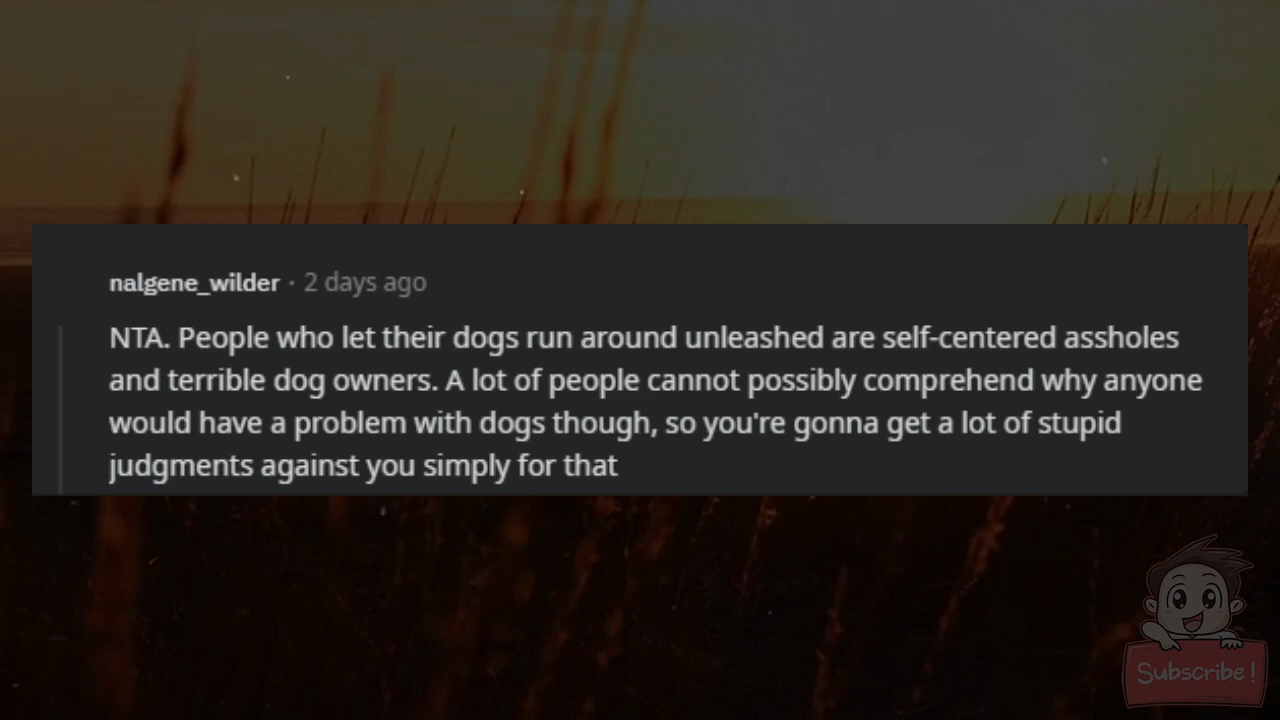 nalgene_wilder · 2 days ago
NTA. People who let their dogs run around unleashed are self-centered assholes
and terrible dog owners. A lot of people cannot possibly comprehend why anyone
would have a problem with dogs though, so you're gonna get a lot of stupid
judgments against you simply for that
Subscribe!